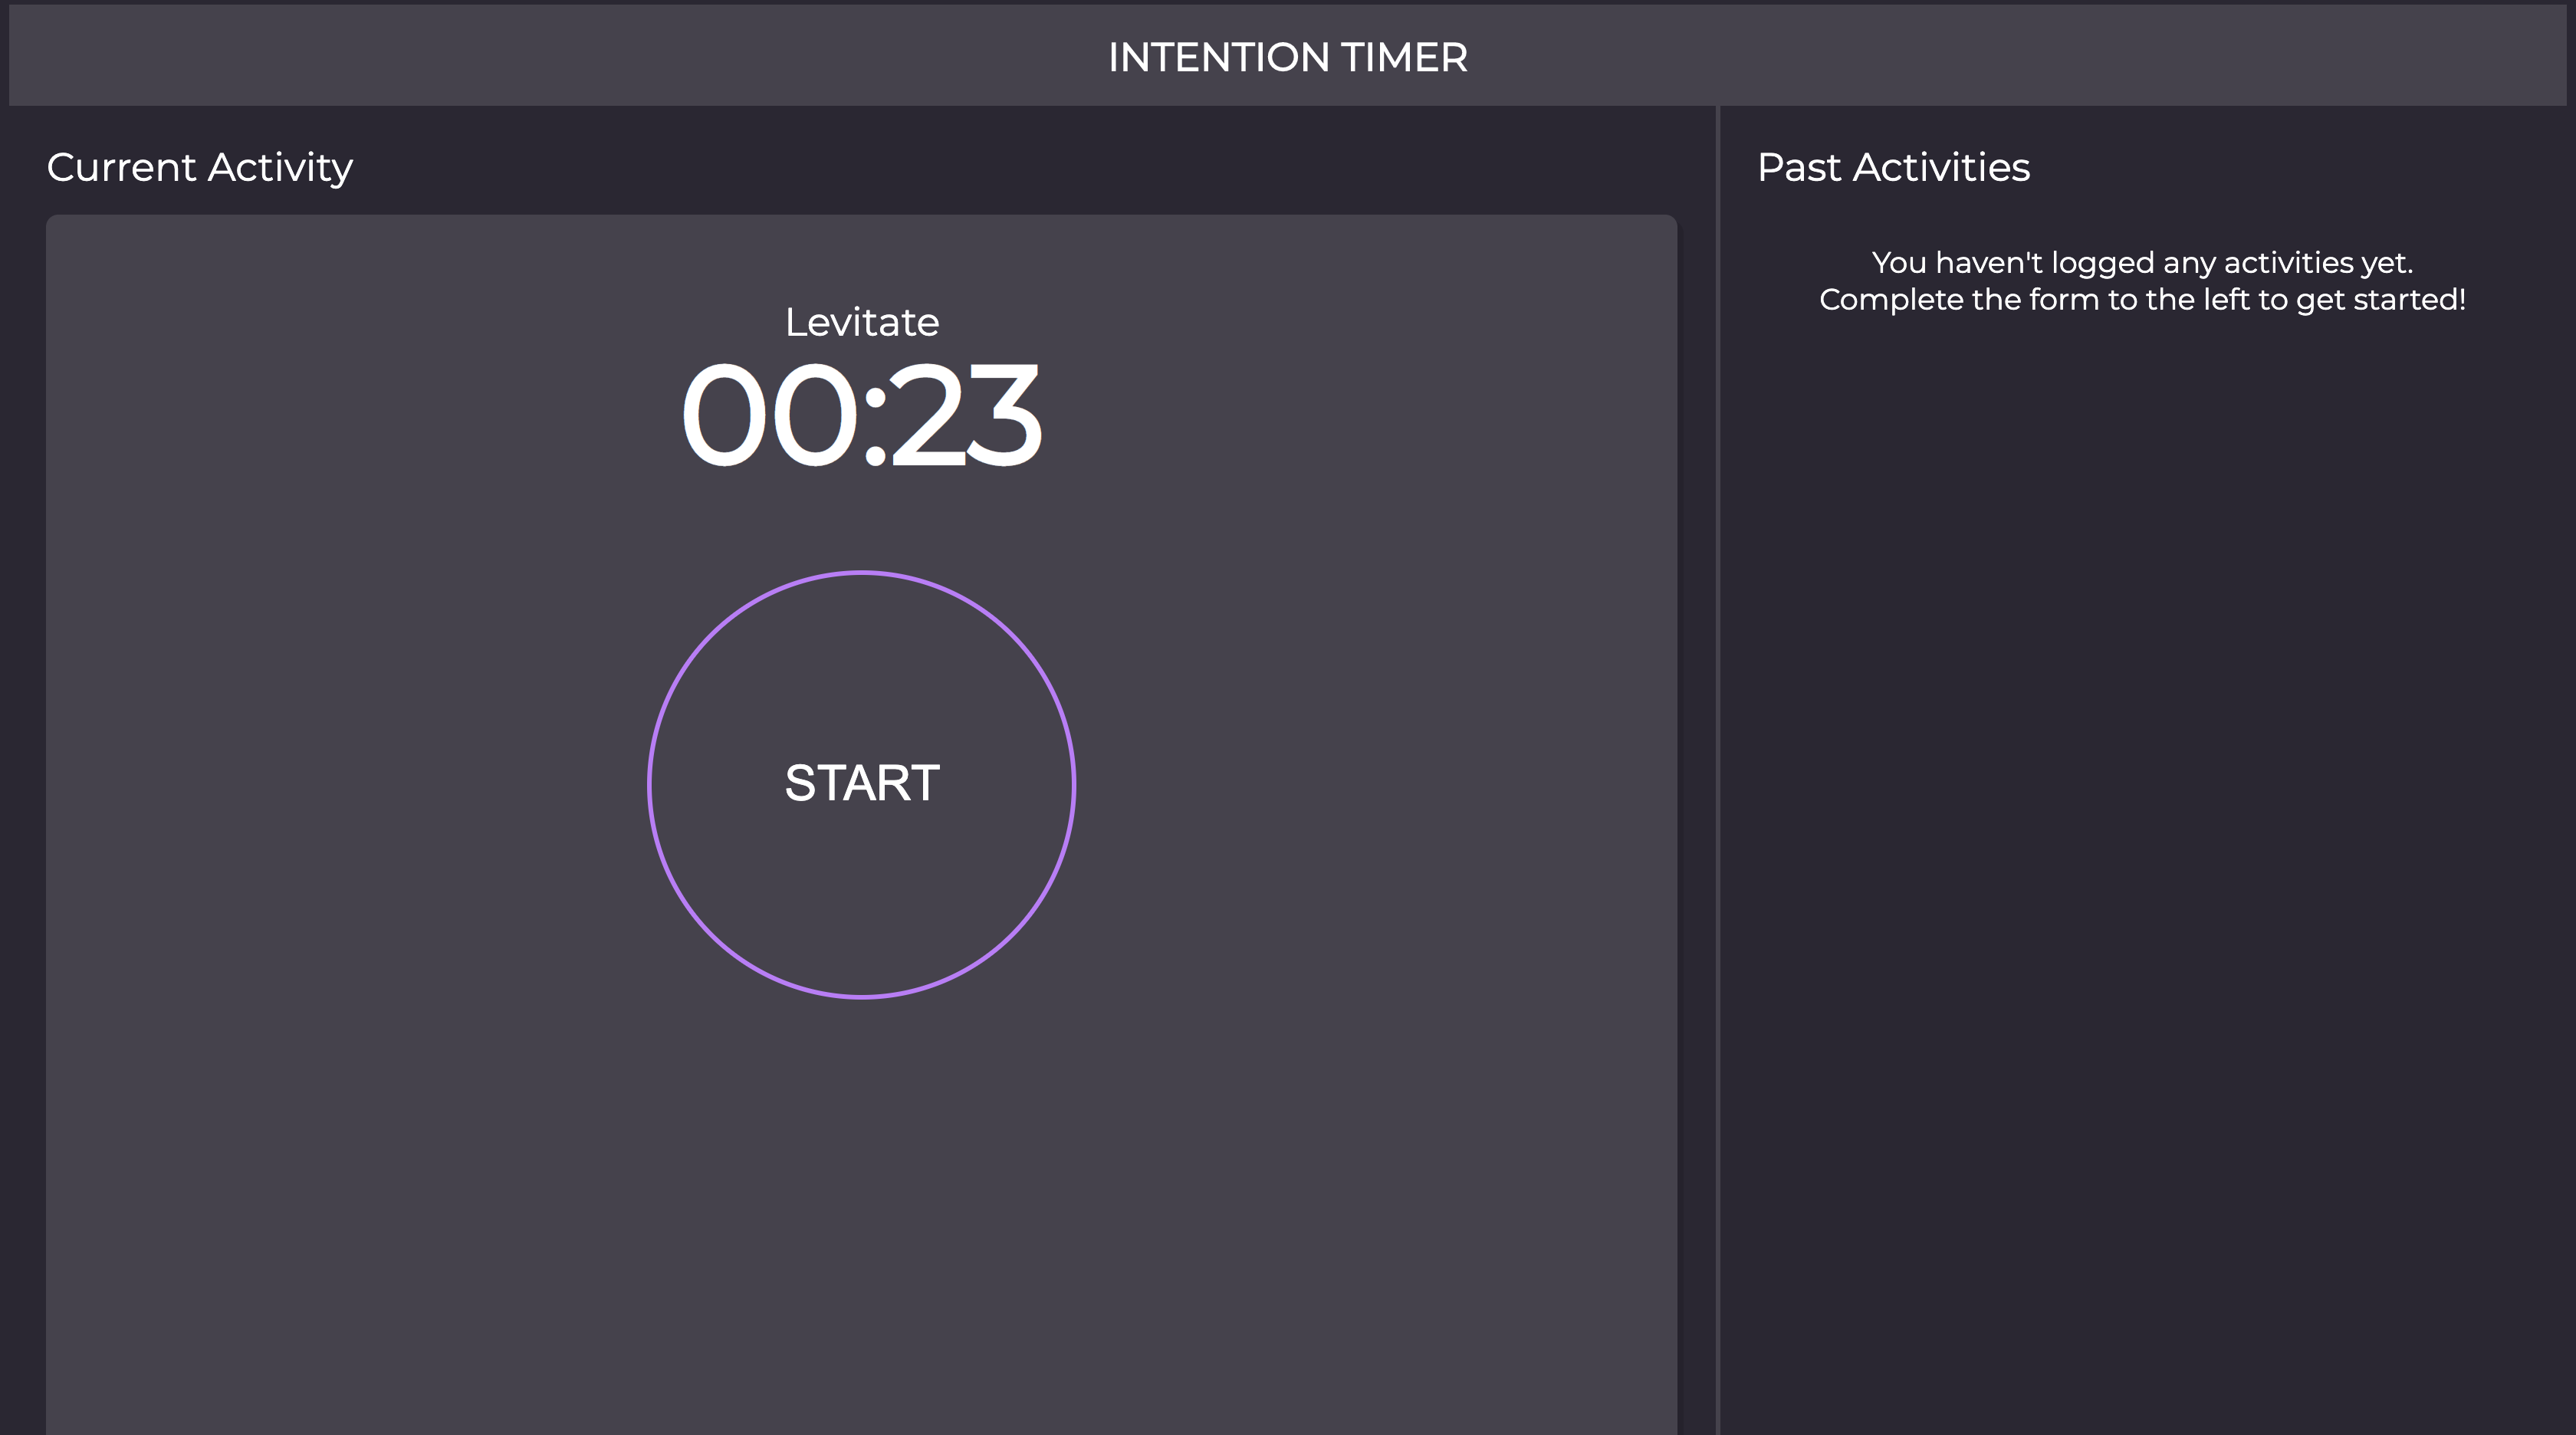 INTENTION TIMER
Current Activity
Levitate
00:23
START
Past Activities
You haven't logged any activities yet.
Complete the form to the left to get started!